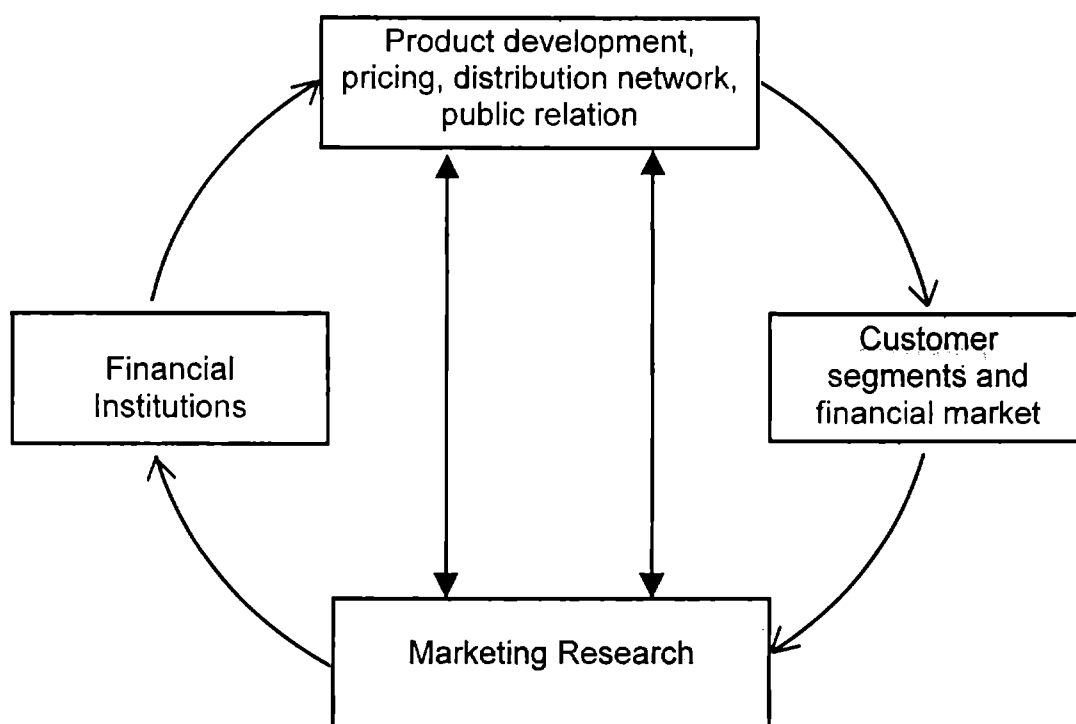 Product development,
pricing, distribution network,
public relation
Financial
Institutions
Customer
segments and
financial market
Marketing Research